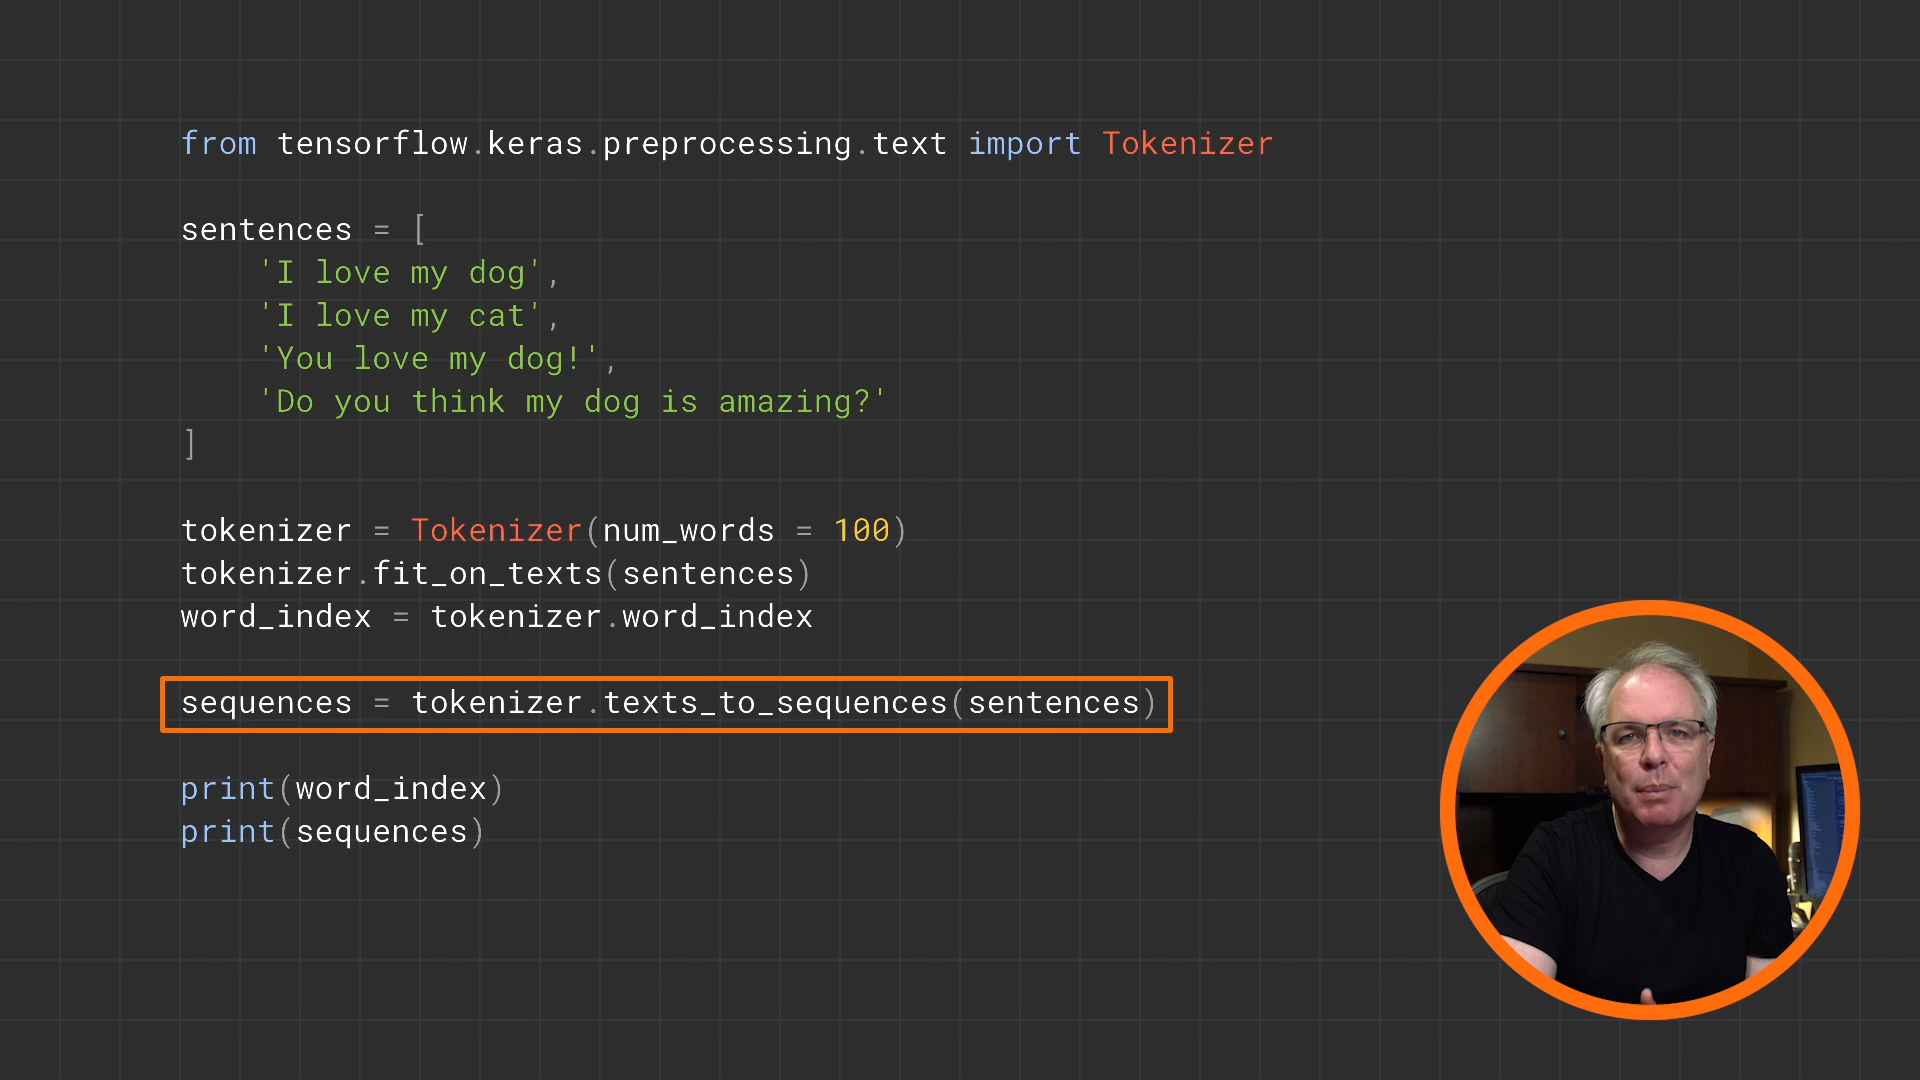 from tensorflow.keras.preprocessing.text import Tokenizer
sentences = [
'I love my dog',
'I love my cat',
'You love my dog!',
'Do you think my dog is amazing?'
]
tokenizer = Tokenizer(num_words = 100)
tokenizer.fit_on_texts(sentences)
word_index = tokenizer.word_index
sequences = tokenizer.texts_to_sequences(sentences)
print(word_index)
print(sequences)